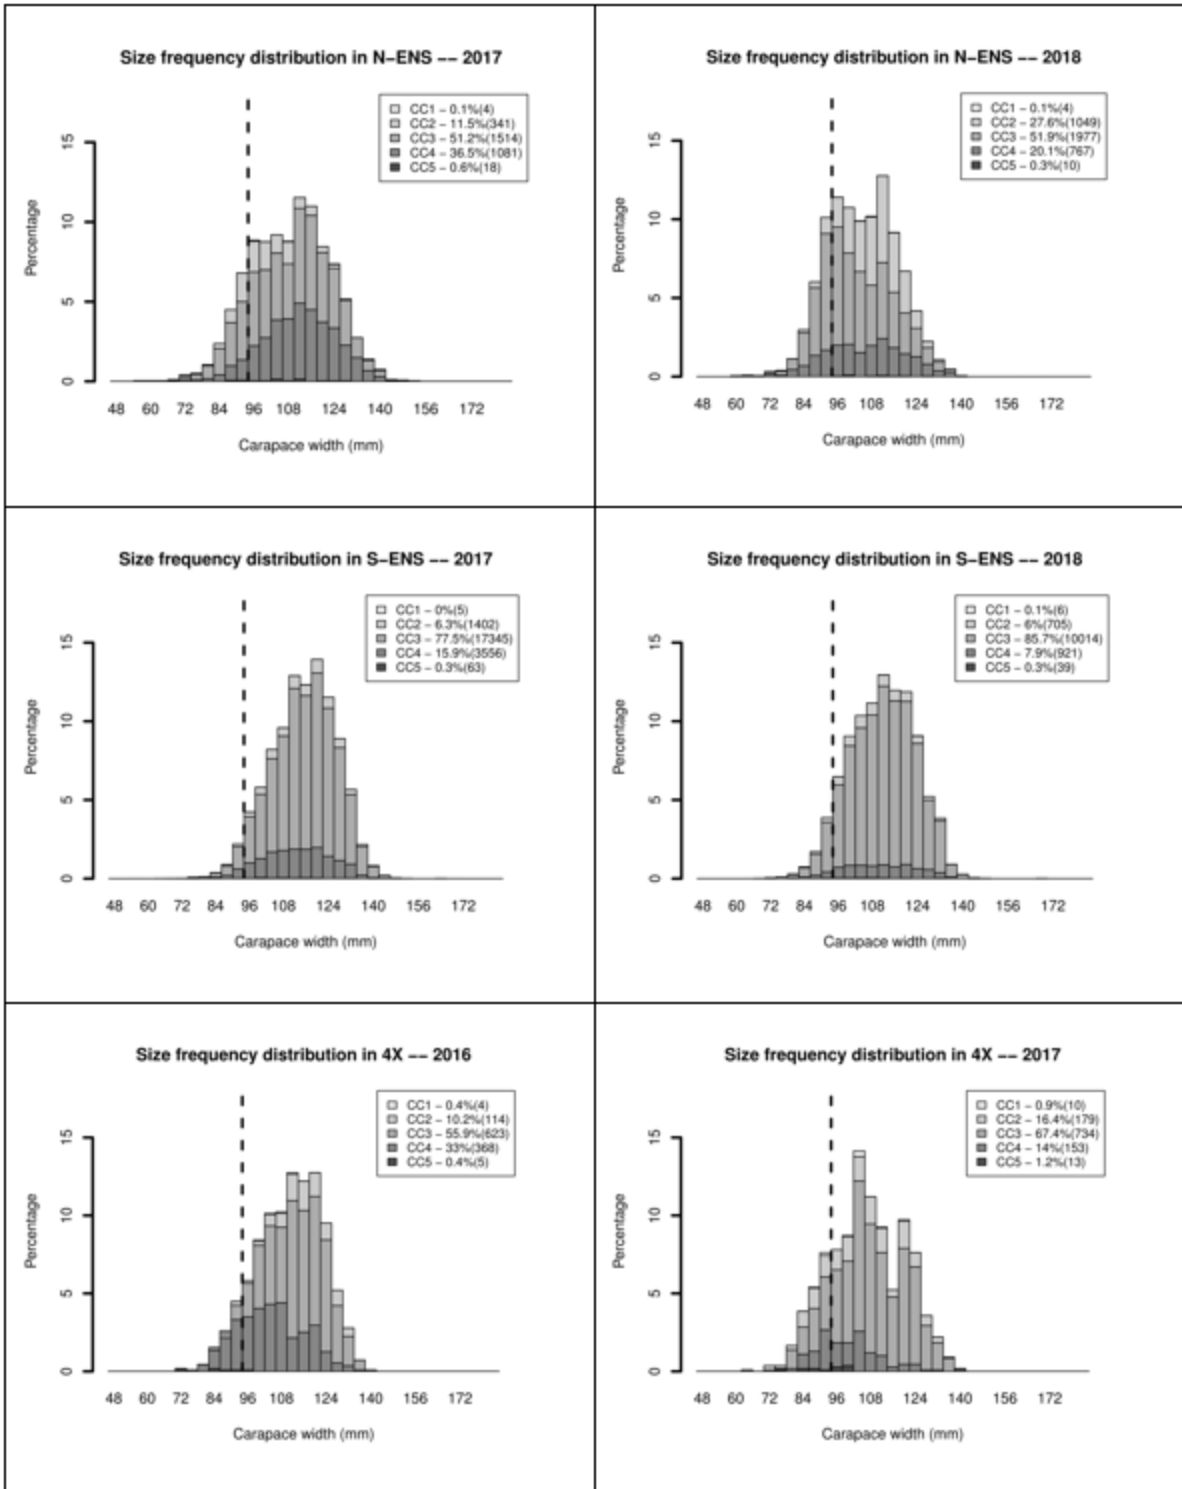 Size frequency distribution in N−ENS −− 2017
CC1 − 0.1%(4)
CC2 − 11.5%(341)
CC3 − 51.2%(1514)
CC4 − 36.5%(1081)
CC5 − 0.6%(18)
Percentage
15
10
5
0
48 60 72 84 96 108 124 140 156 172
Carapace width (mm)
Size frequency distribution in N−ENS −− 2018
CC1 − 0.1%(4)
CC2 − 27.6%(1049)
CC3 − 51.9%(1977)
CC4 − 20.1%(767)
CC5 − 0.3%(10)
Percentage
15
10
5
0
48 60 72 84 96 108 124 140 156 172
Carapace width (mm)
Size frequency distribution in S−ENS −− 2017
CC1 − 0%(5)
CC2 − 6.3%(1402)
CC3 − 77.5%(17345)
CC4 − 15.9%(3556)
CC5 − 0.3%(63)
Percentage
15
10
5
0
48 60 72 84 96 108 124 140 156 172
Carapace width (mm)
Size frequency distribution in S−ENS −− 2018
CC1 − 0.1%(6)
CC2 − 6%(705)
CC3 − 85.7%(10014)
CC4 − 7.9%(921)
CC5 − 0.3%(39)
Percentage
15
10
5
0
48 60 72 84 96 108 124 140 156 172
Carapace width (mm)
Size frequency distribution in 4X −− 2016
CC1 − 0.4%(4)
CC2 − 10.2%(114)
CC3 − 55.9%(623)
CC4 − 33%(368)
CC5 − 0.4%(5)
Percentage
15
10
5
0
48 60 72 84 96 108 124 140 156 172
Carapace width (mm)
Size frequency distribution in 4X −− 2017
CC1 − 0.9%(10)
CC2 − 16.4%(179)
CC3 − 67.4%(734)
CC4 − 14%(153)
CC5 − 1.2%(13)
Percentage
15
10
5
0
48 60 72 84 96 108 124 140 156 172
Carapace width (mm)